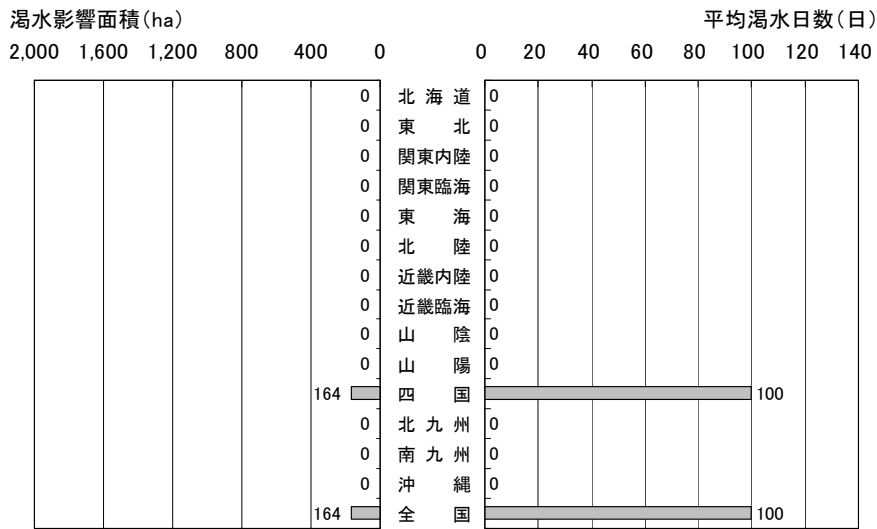 渇水影響面積(ha) 平均渇水日数(日)
2,000 1,600 1,200 800 400 0 0 20 40 60 80 100 120 140
0 北海道 0
0 東北 0
0 関東内陸 0
0 関東臨海 0
0 東海 0
0 北陸 0
0 近畿内陸 0
0 近畿臨海 0
0 山陰 0
0 山陽 0
164 四国 100
0 北九州 0
0 南九州 0
0 沖縄 0
164 全国 100